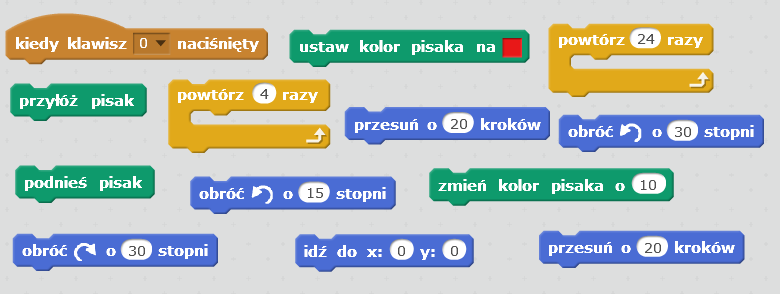 kiedy klawisz 0 naciśnięty
ustaw kolor pisaka na
powtórz 24 razy
przyłóż pisak
powtórz 4 razy
przesuń o 20 kroków
obróć o 30 stopni
podnieś pisak
obróć o 15 stopni
zmień kolor pisaka o 10
obróć o 30 stopni
idź do x: 0 y: 0
przesuń o 20 kroków